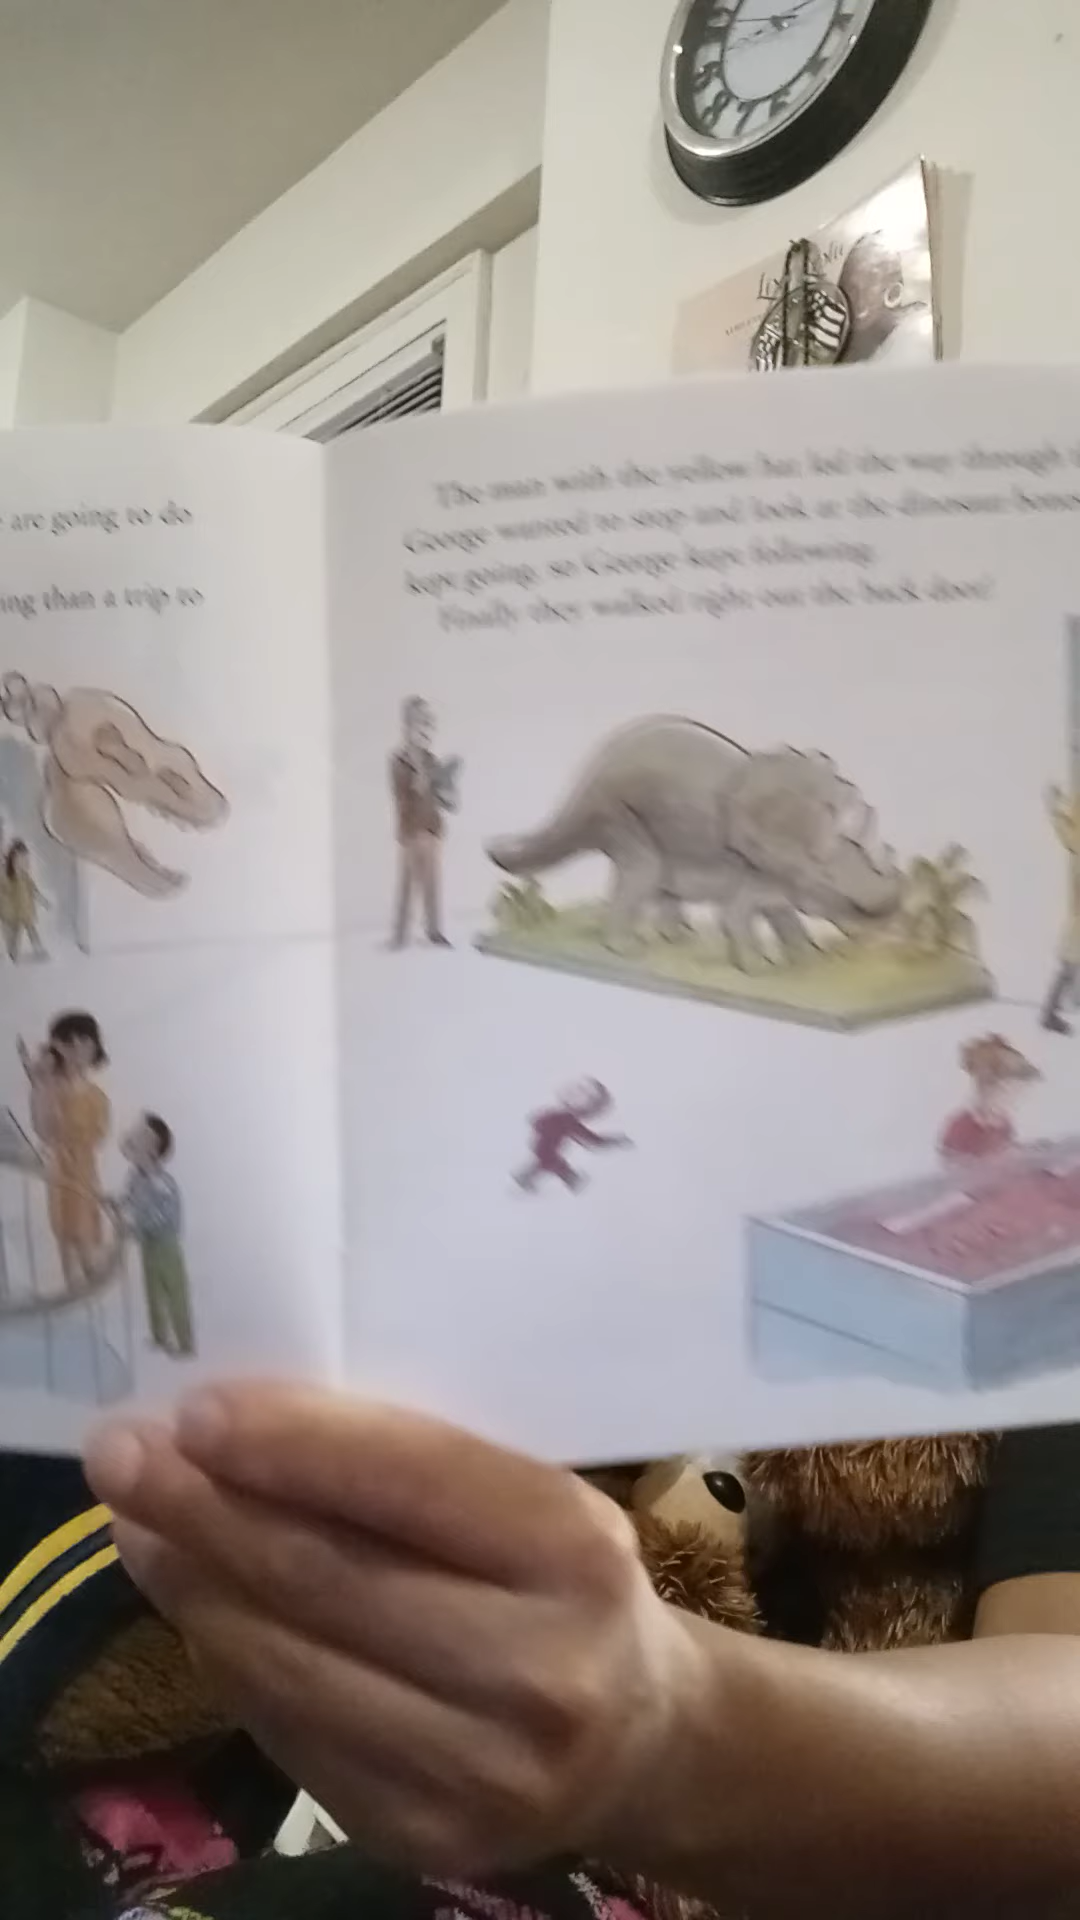 are going to do
ing than a trip to
The man with the yellow hat led the way through
George wanted to stop and look at the dinosaur bones
kept going, so George kept following.
Finally they walked right out the back door!